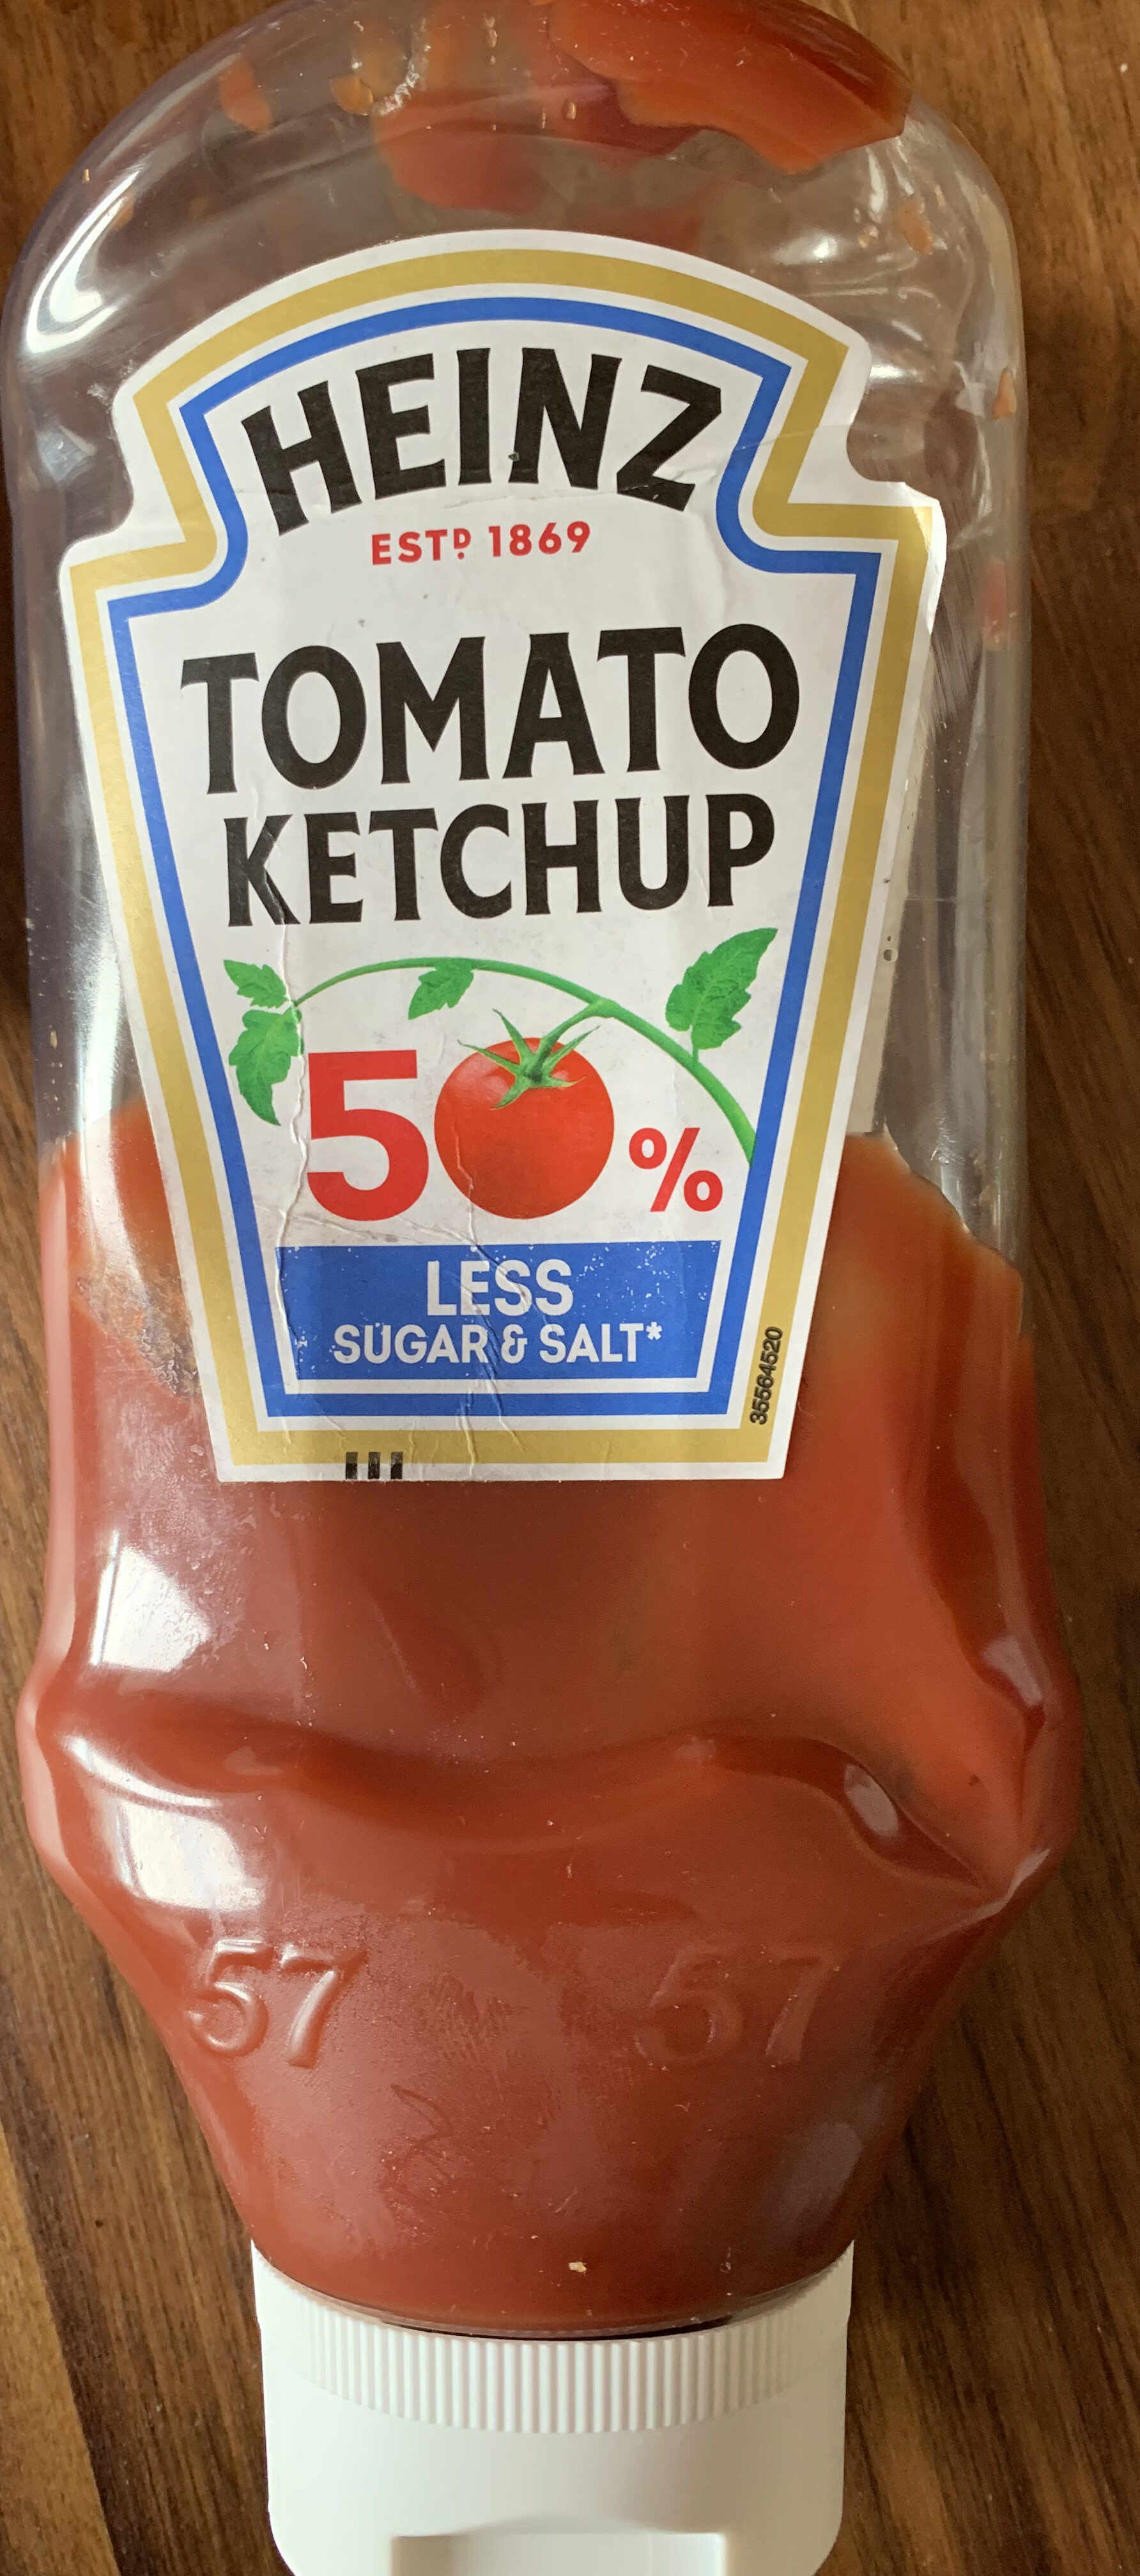 HEINZ
ESTD 1869
TOMATO
KETCHUP
50%
LESS
SUGAR & SALT*
35564520
57 57